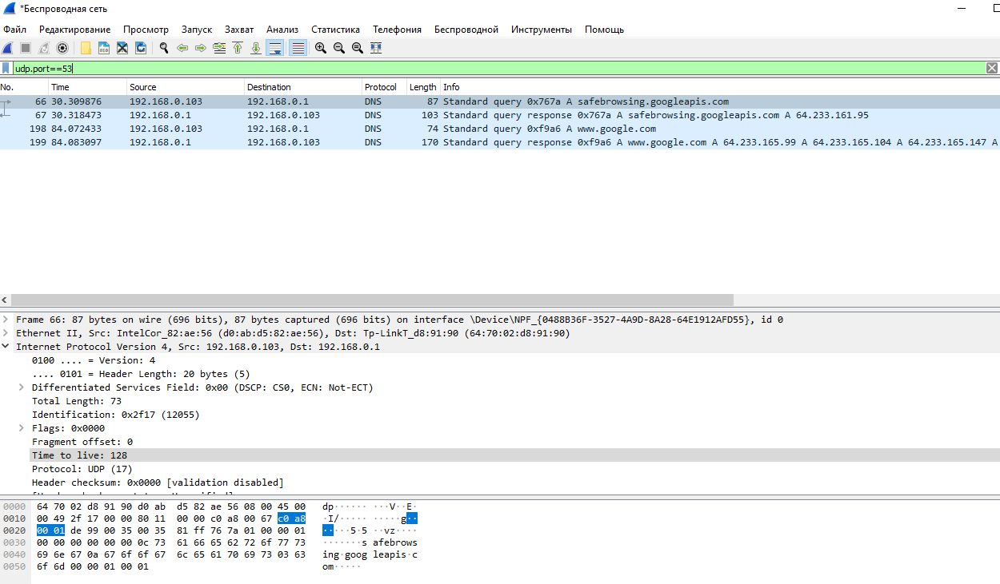 *Беспроводная сеть
Файл Редактирование Просмотр Запуск Захват Анализ Статистика Телефония Беспроводной Инструменты Помощь
udp.port==53
No. Time Source Destination Protocol Length Info
66 30.309876 192.168.0.103 192.168.0.1 DNS 87 Standard query 0x767a A safebrowsing.googleapis.com
67 30.318473 192.168.0.1 192.168.0.103 DNS 103 Standard query response 0x767a A safebrowsing.googleapis.com A 64.233.161.95
198 84.072433 192.168.0.103 192.168.0.1 DNS 74 Standard query 0xf9a6 A www.google.com
199 84.083097 192.168.0.1 192.168.0.103 DNS 170 Standard query response 0xf9a6 A www.google.com A 64.233.165.99 A 64.233.165.104 A 64.233.165.147 A
Frame 66: 87 bytes on wire (696 bits), 87 bytes captured (696 bits) on interface \Device\NPF_{0488B36F-3527-4A9D-8A28-64E1912AFD55}, id 0
Ethernet II, Src: IntelCor_82:ae:56 (d0:ab:d5:82:ae:56), Dst: Tp-LinkT_d8:91:90 (64:70:02:d8:91:90)
Internet Protocol Version 4, Src: 192.168.0.103, Dst: 192.168.0.1
0100 .... = Version: 4
.... 0101 = Header Length: 20 bytes (5)
Differentiated Services Field: 0x00 (DSCP: CS0, ECN: Not-ECT)
Total Length: 73
Identification: 0x2f17 (12055)
Flags: 0x0000
Fragment offset: 0
Time to live: 128
Protocol: UDP (17)
Header checksum: 0x0000 [validation disabled]
0000 64 70 02 d8 91 90 d0 ab d5 82 ae 56 08 00 45 00 dp······ ···V··E·
0010 00 49 2f 17 00 00 80 11 00 00 c0 a8 00 67 c0 a8 ·I/····· ·····g··
0020 00 01 de 99 00 35 00 35 81 ff 76 7a 01 00 00 01 ·····5·5 ··vz····
0030 00 00 00 00 00 00 0c 73 61 66 65 62 72 6f 77 73 ·······s afebrows
0040 69 6e 67 0a 67 6f 6f 67 6c 65 61 70 69 73 03 63 ing·goog leapis·c
0050 6f 6d 00 00 01 00 01 om·····